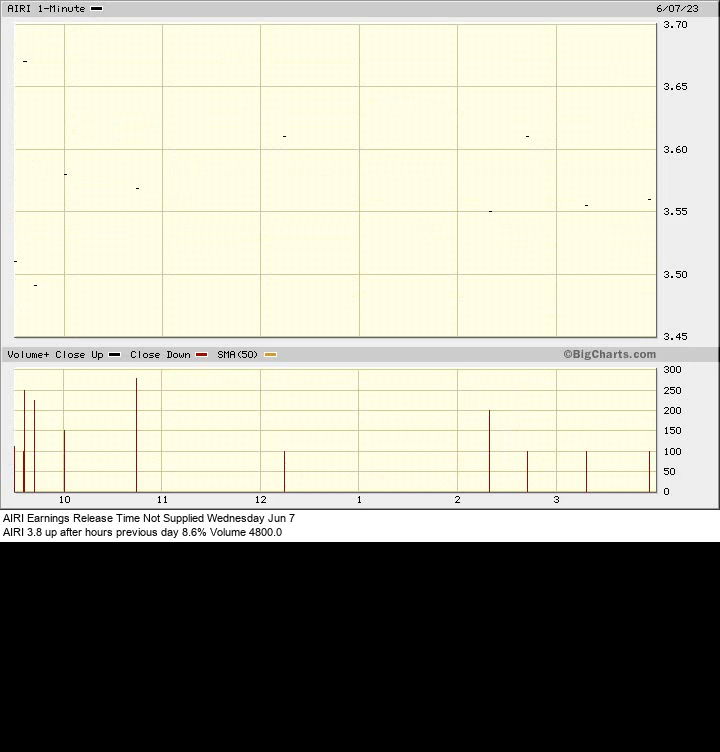 AIRI 1-Minute 6/07/23
3.70
3.65
3.60
3.55
3.50
3.45
Volume+ Close Up Close Down SMA(50) ©BigCharts.com
300
250
200
150
100
50
0
10 11 12 1 2 3
AIRI Earnings Release Time Not Supplied Wednesday Jun 7
AIRI 3.8 up after hours previous day 8.6% Volume 4800.0